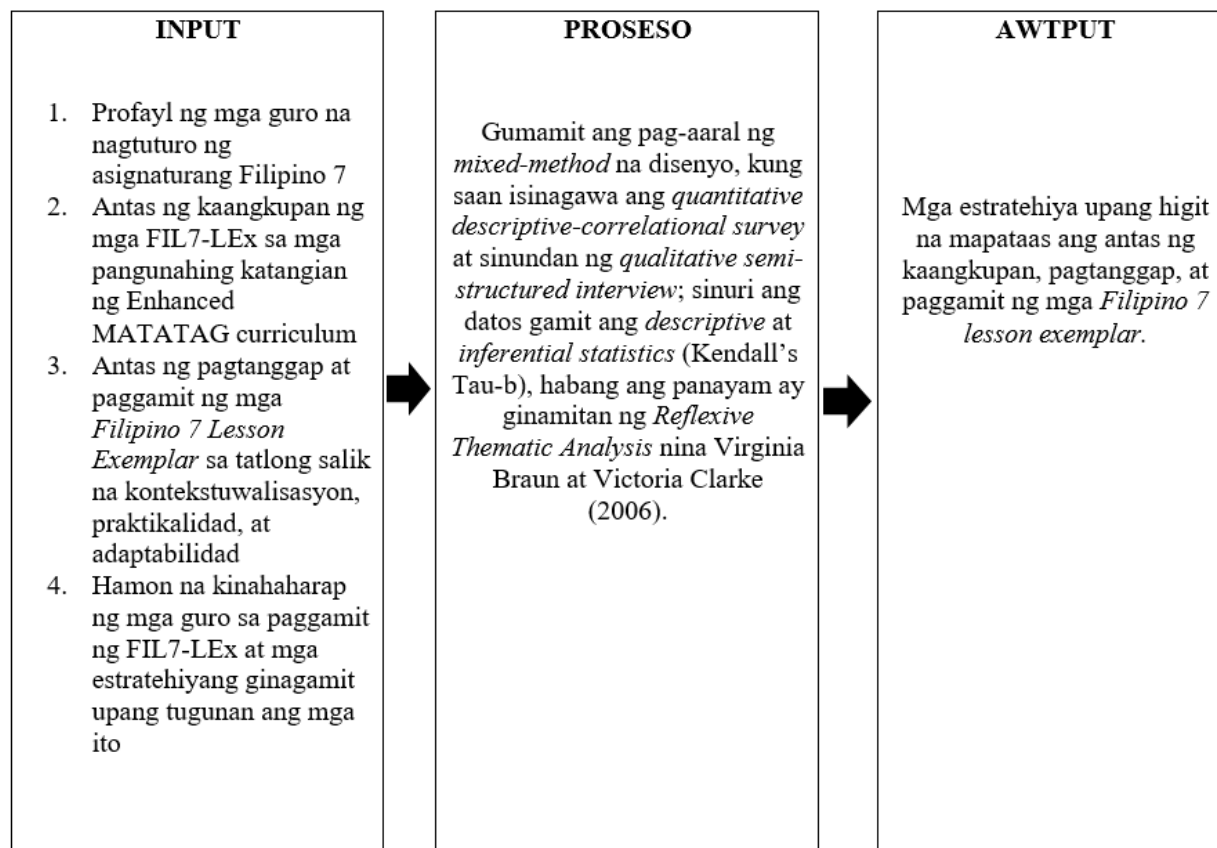 INPUT
1. Profayl ng mga guro na
nagtuturo ng
asignaturang Filipino 7
2. Antas ng kaangkupan ng
mga FIL7-LEx sa mga
pangunahing katangian
ng Enhanced
MATATAG curriculum
3. Antas ng pagtanggap at
paggamit ng mga
Filipino 7 Lesson
Exemplar sa tatlong salik
na kontekstuwalisasyon,
praktikalidad, at
adaptabilidad
4. Hamon na kinahaharap
ng mga guro sa paggamit
ng FIL7-LEx at mga
estratehiyang ginagamit
upang tugunan ang mga
ito
PROSESO
Gumamit ang pag-aaral ng
mixed-method na disenyo, kung
saan isinagawa ang quantitative
descriptive-correlational survey
at sinundan ng qualitative semi-
structured interview; sinuri ang
datos gamit ang descriptive at
inferential statistics (Kendall’s
Tau-b), habang ang panayam ay
ginamitan ng Reflexive
Thematic Analysis nina Virginia
Braun at Victoria Clarke
(2006).
AWTPUT
Mga estratehiya upang higit
na mapataas ang antas ng
kaangkupan, pagtanggap, at
paggamit ng mga Filipino 7
lesson exemplar.